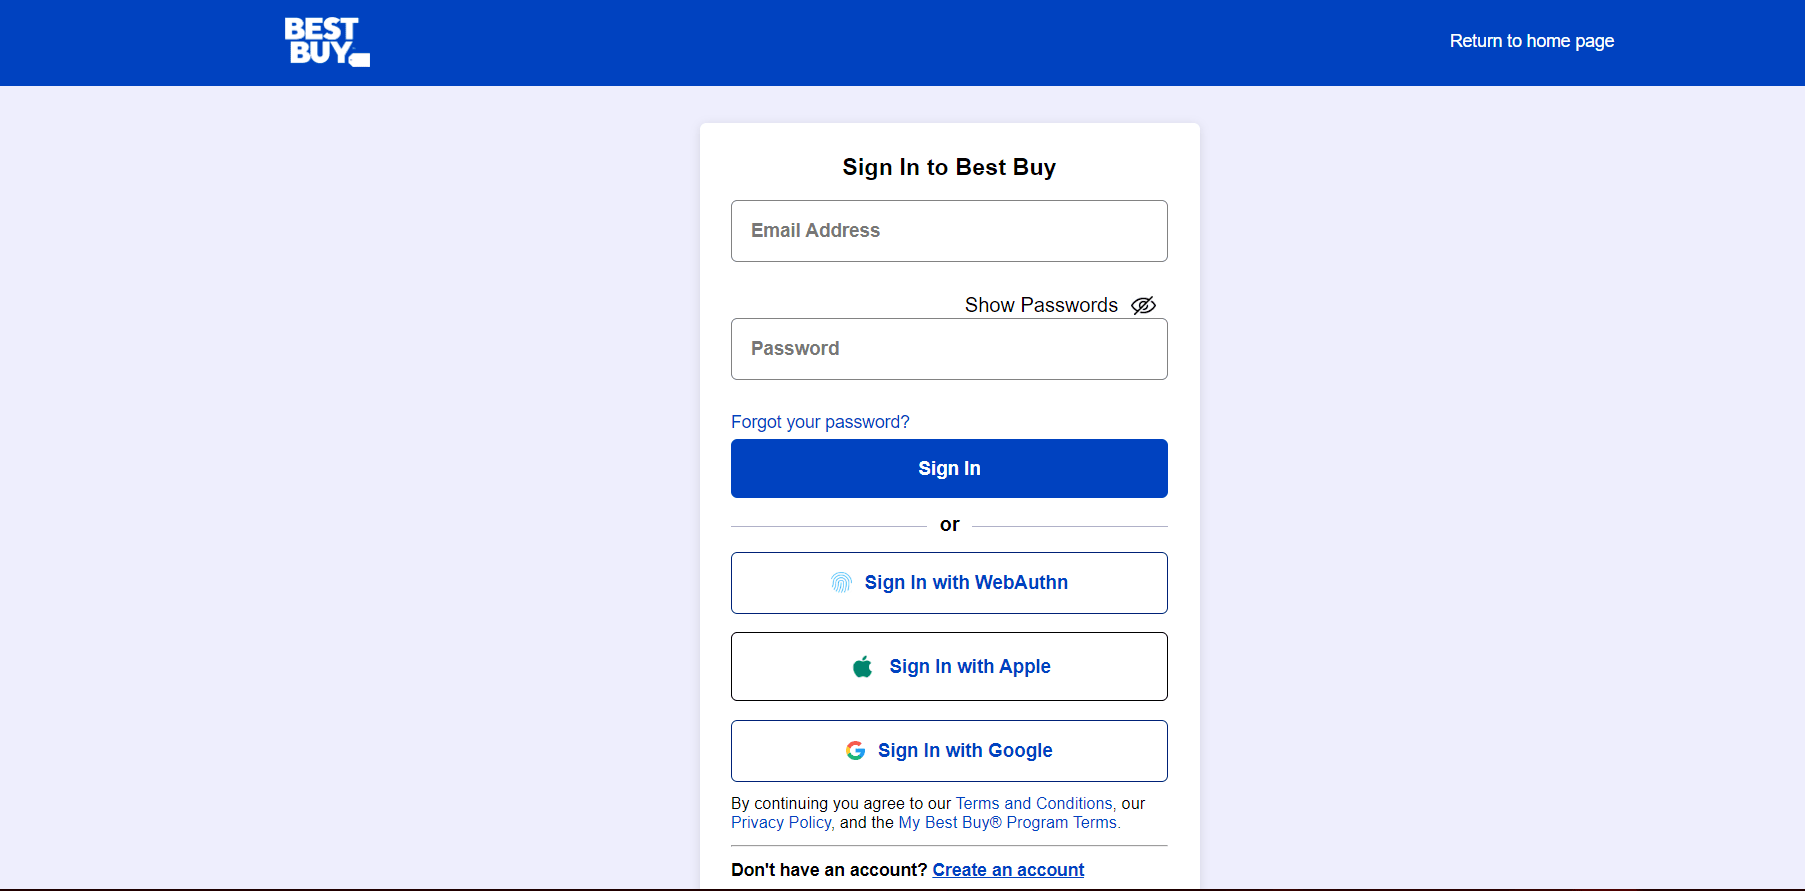 BEST
BUY
Return to home page
Sign In to Best Buy
Email Address
Show Passwords
Password
Forgot your password?
Sign In
or
Sign In with WebAuthn
Sign In with Apple
Sign In with Google
By continuing you agree to our Terms and Conditions, our
Privacy Policy, and the My Best Buy® Program Terms.
Don't have an account? Create an account